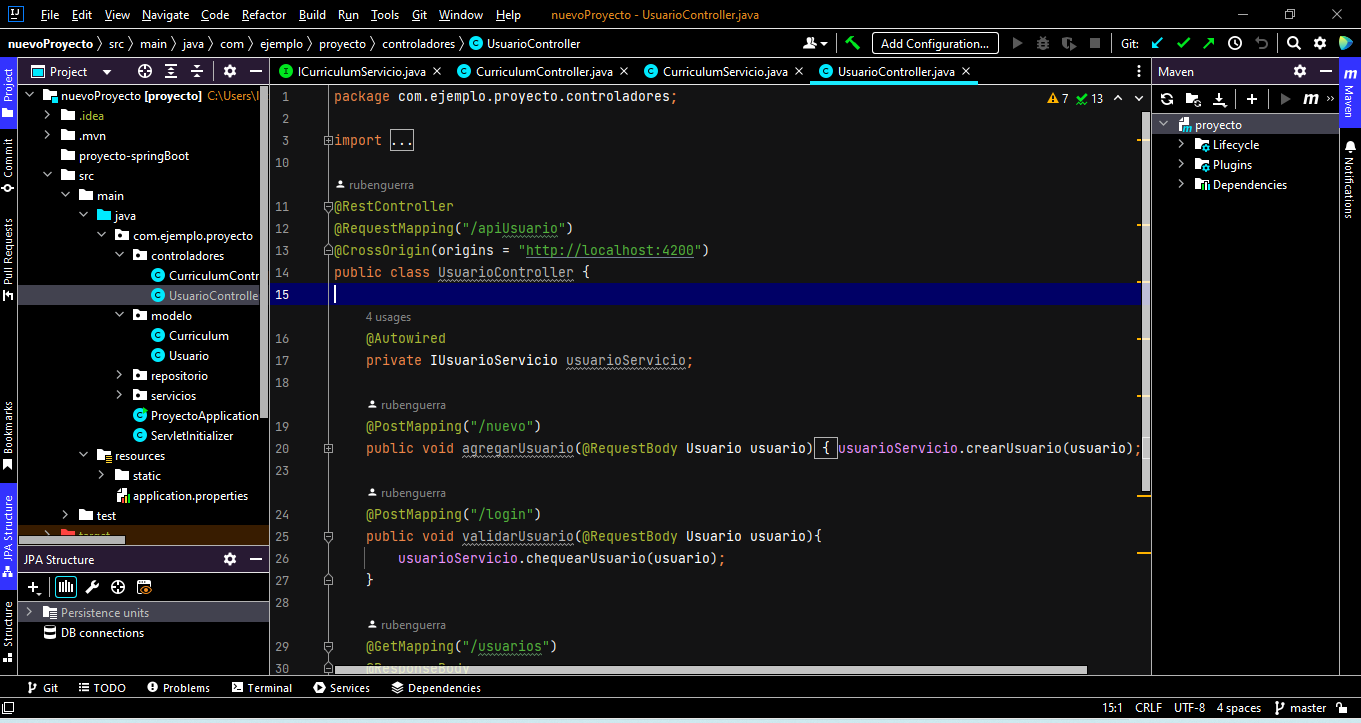 File Edit View Navigate Code Refactor Build Run Tools Git Window Help nuevoProyecto - UsuarioController.java
nuevoProyecto src main java com ejemplo proyecto controladores UsuarioController Add Configuration... Git:
Project
ICurriculumServicio.java CurriculumController.java CurriculumServicio.java UsuarioController.java
Maven
nuevoProyecto [proyecto] C:\Users\
.idea
.mvn
proyecto-springBoot
src
main
java
com.ejemplo.proyecto
controladores
CurriculumContr
UsuarioControlle
modelo
Curriculum
Usuario
repositorio
servicios
ProyectoApplication
ServletInitializer
resources
static
application.properties
test
target
JPA Structure
Persistence units
DB connections
7 13
1 package com.ejemplo.proyecto.controladores;
2
3 import ...
10
rubenguerra
11 @RestController
12 @RequestMapping("/apiUsuario")
13 @CrossOrigin(origins = "http://localhost:4200")
14 public class UsuarioController {
15
4 usages
16 @Autowired
17 private IUsuarioServicio usuarioServicio;
18
rubenguerra
19 @PostMapping("/nuevo")
20 public void agregarUsuario(@RequestBody Usuario usuario) { usuarioServicio.crearUsuario(usuario);
23
rubenguerra
24 @PostMapping("/login")
25 public void validarUsuario(@RequestBody Usuario usuario){
26 usuarioServicio.chequearUsuario(usuario);
27 }
28
rubenguerra
29 @GetMapping("/usuarios")
30 @ResponseBody
proyecto
Lifecycle
Plugins
Dependencies
Project
Commit
Pull Requests
Bookmarks
JPA Structure
Structure
Maven
Notifications
Git TODO Problems Terminal Services Dependencies
15:1 CRLF UTF-8 4 spaces master